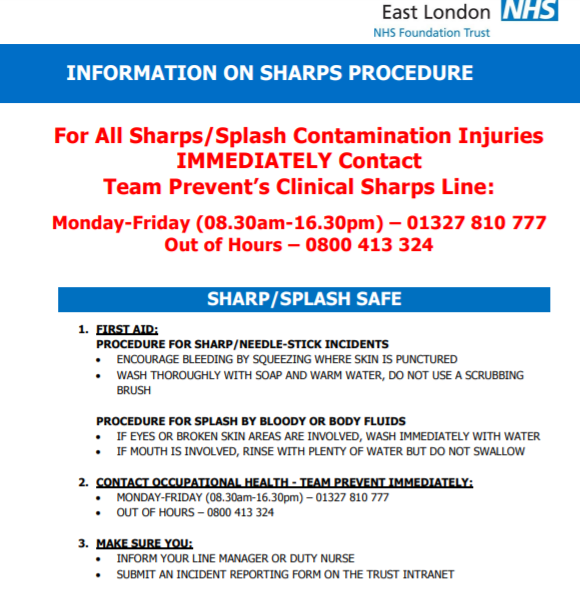 East London NHS
NHS Foundation Trust
INFORMATION ON SHARPS PROCEDURE
For All Sharps/Splash Contamination Injuries
IMMEDIATELY Contact
Team Prevent’s Clinical Sharps Line:
Monday-Friday (08.30am-16.30pm) – 01327 810 777
Out of Hours – 0800 413 324
SHARP/SPLASH SAFE
1. FIRST AID:
PROCEDURE FOR SHARP/NEEDLE-STICK INCIDENTS
• ENCOURAGE BLEEDING BY SQUEEZING WHERE SKIN IS PUNCTURED
• WASH THOROUGHLY WITH SOAP AND WARM WATER, DO NOT USE A SCRUBBING
BRUSH
PROCEDURE FOR SPLASH BY BLOODY OR BODY FLUIDS
• IF EYES OR BROKEN SKIN AREAS ARE INVOLVED, WASH IMMEDIATELY WITH WATER
• IF MOUTH IS INVOLVED, RINSE WITH PLENTY OF WATER BUT DO NOT SWALLOW
2. CONTACT OCCUPATIONAL HEALTH - TEAM PREVENT IMMEDIATELY:
• MONDAY-FRIDAY (08.30am-16.30pm) – 01327 810 777
• OUT OF HOURS – 0800 413 324
3. MAKE SURE YOU:
• INFORM YOUR LINE MANAGER OR DUTY NURSE
• SUBMIT AN INCIDENT REPORTING FORM ON THE TRUST INTRANET